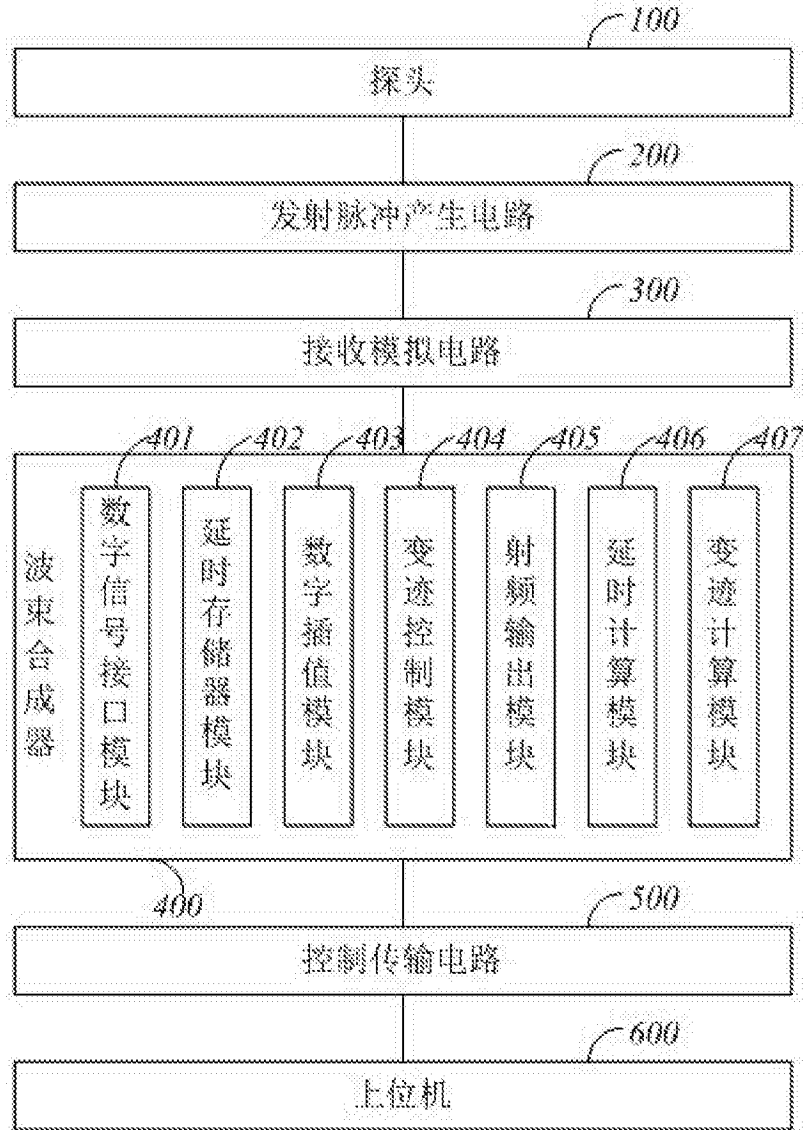 100
探头
200
发射脉冲产生电路
300
接收模拟电路
401
402
403
404
405
406
407
波束合成器
数字信号接口模块
延时存储器模块
数字插值模块
变迹控制模块
射频输出模块
延时计算模块
变迹计算模块
400
500
控制传输电路
600
上位机